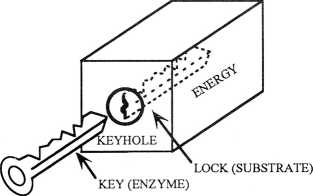 ENERGY
KEYHOLE
LOCK (SUBSTRATE)
KEY (ENZYME)